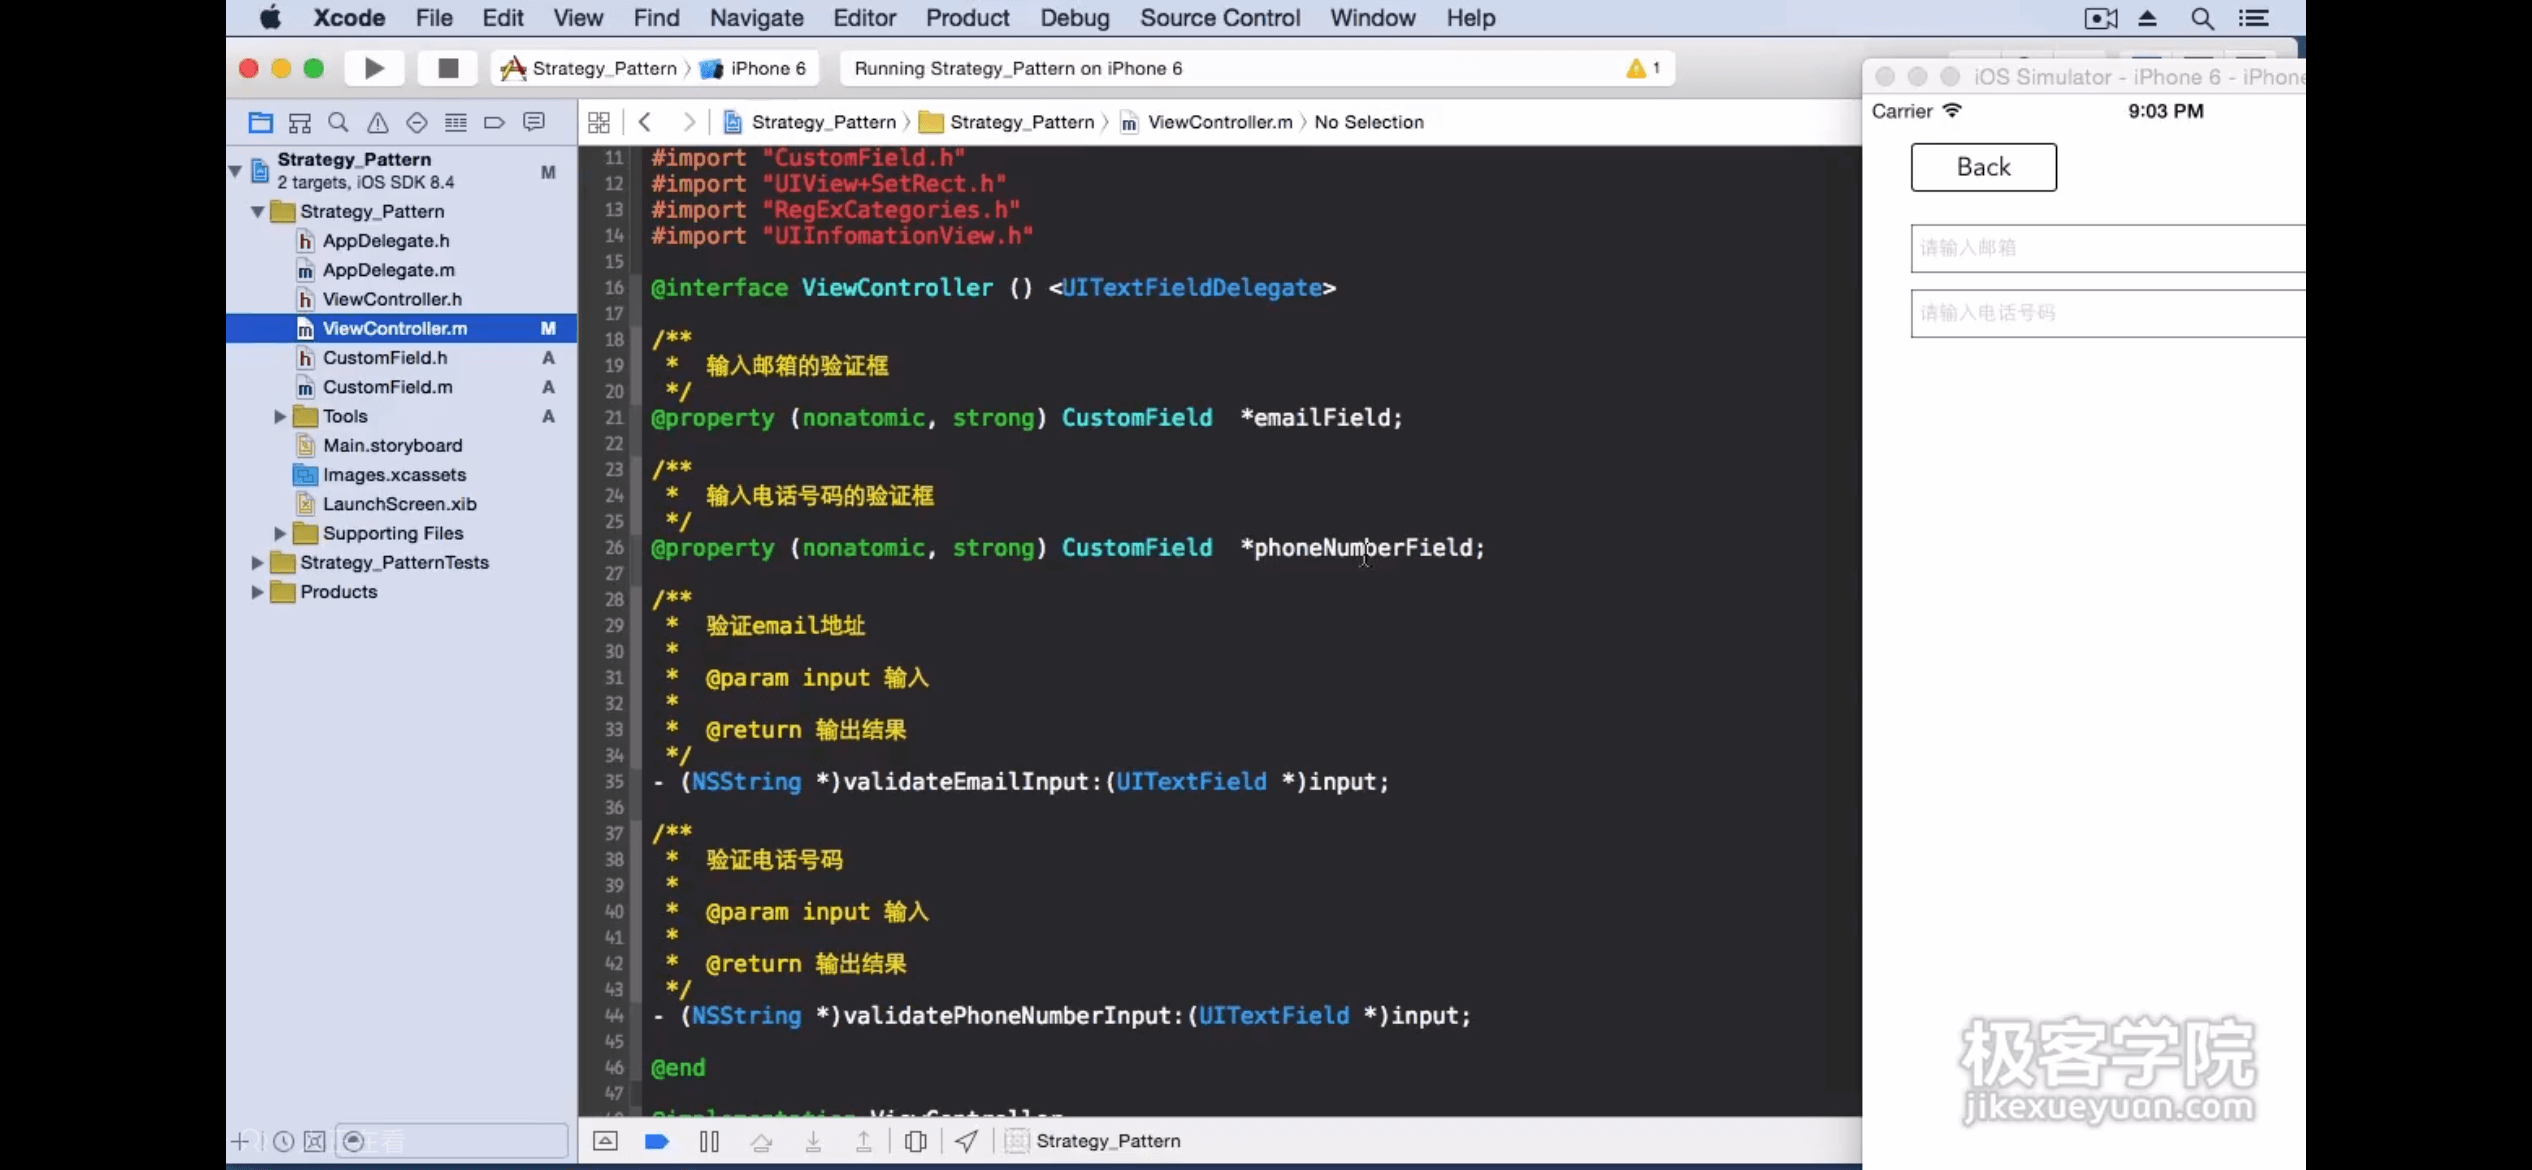 Xcode File Edit View Find Navigate Editor Product Debug Source Control Window Help
Strategy_Pattern iPhone 6
Running Strategy_Pattern on iPhone 6
1
Strategy_Pattern
2 targets, iOS SDK 8.4
M
Strategy_Pattern
AppDelegate.h
AppDelegate.m
ViewController.h
ViewController.m M
CustomField.h A
CustomField.m A
Tools A
Main.storyboard
Images.xcassets
LaunchScreen.xib
Supporting Files
Strategy_PatternTests
Products
Strategy_Pattern Strategy_Pattern ViewController.m No Selection
11 #import "CustomField.h"
12 #import "UIView+SetRect.h"
13 #import "RegExCategories.h"
14 #import "UIInfomationView.h"
15
16 @interface ViewController () <UITextFieldDelegate>
17
18 /**
19 * 输入邮箱的验证框
20 */
21 @property (nonatomic, strong) CustomField *emailField;
22
23 /**
24 * 输入电话号码的验证框
25 */
26 @property (nonatomic, strong) CustomField *phoneNumberField;
27
28 /**
29 * 验证email地址
30 *
31 * @param input 输入
32 *
33 * @return 输出结果
34 */
35 - (NSString *)validateEmailInput:(UITextField *)input;
36
37 /**
38 * 验证电话号码
39 *
40 * @param input 输入
41 *
42 * @return 输出结果
43 */
44 - (NSString *)validatePhoneNumberInput:(UITextField *)input;
45
46 @end
47
@implementation ViewController
Strategy_Pattern
iOS Simulator - iPhone 6 - iPhone
Carrier 9:03 PM
Back
请输入邮箱
请输入电话号码
极客学院
jikexueyuan.com